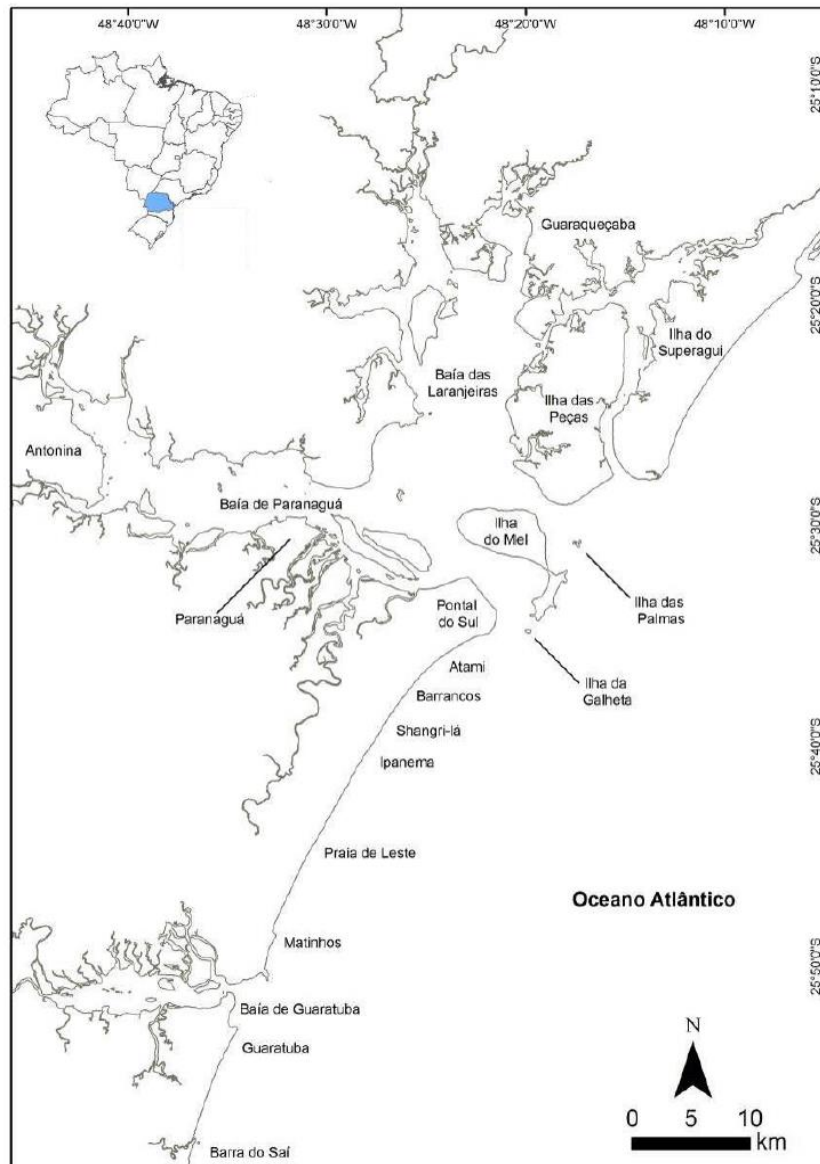 48°40'0"W
48°30'0"W
48°20'0"W
48°10'0"W
25°10'0"S
Guaraqueçaba
25°20'0"S
Ilha do
Superagui
Baía das
Laranjeiras
Ilha das
Peças
Antonina
Baía de Paranaguá
25°30'0"S
Ilha
do Mel
Paranaguá
Pontal
do Sul
Ilha das
Palmas
Atami
Ilha da
Galheta
Barrancos
Shangri-lá
25°40'0"S
Ipanema
Praia de Leste
Oceano Atlântico
Matinhos
25°50'0"S
Baía de Guaratuba
Guaratuba
N
0 5 10
km
Barra do Saí